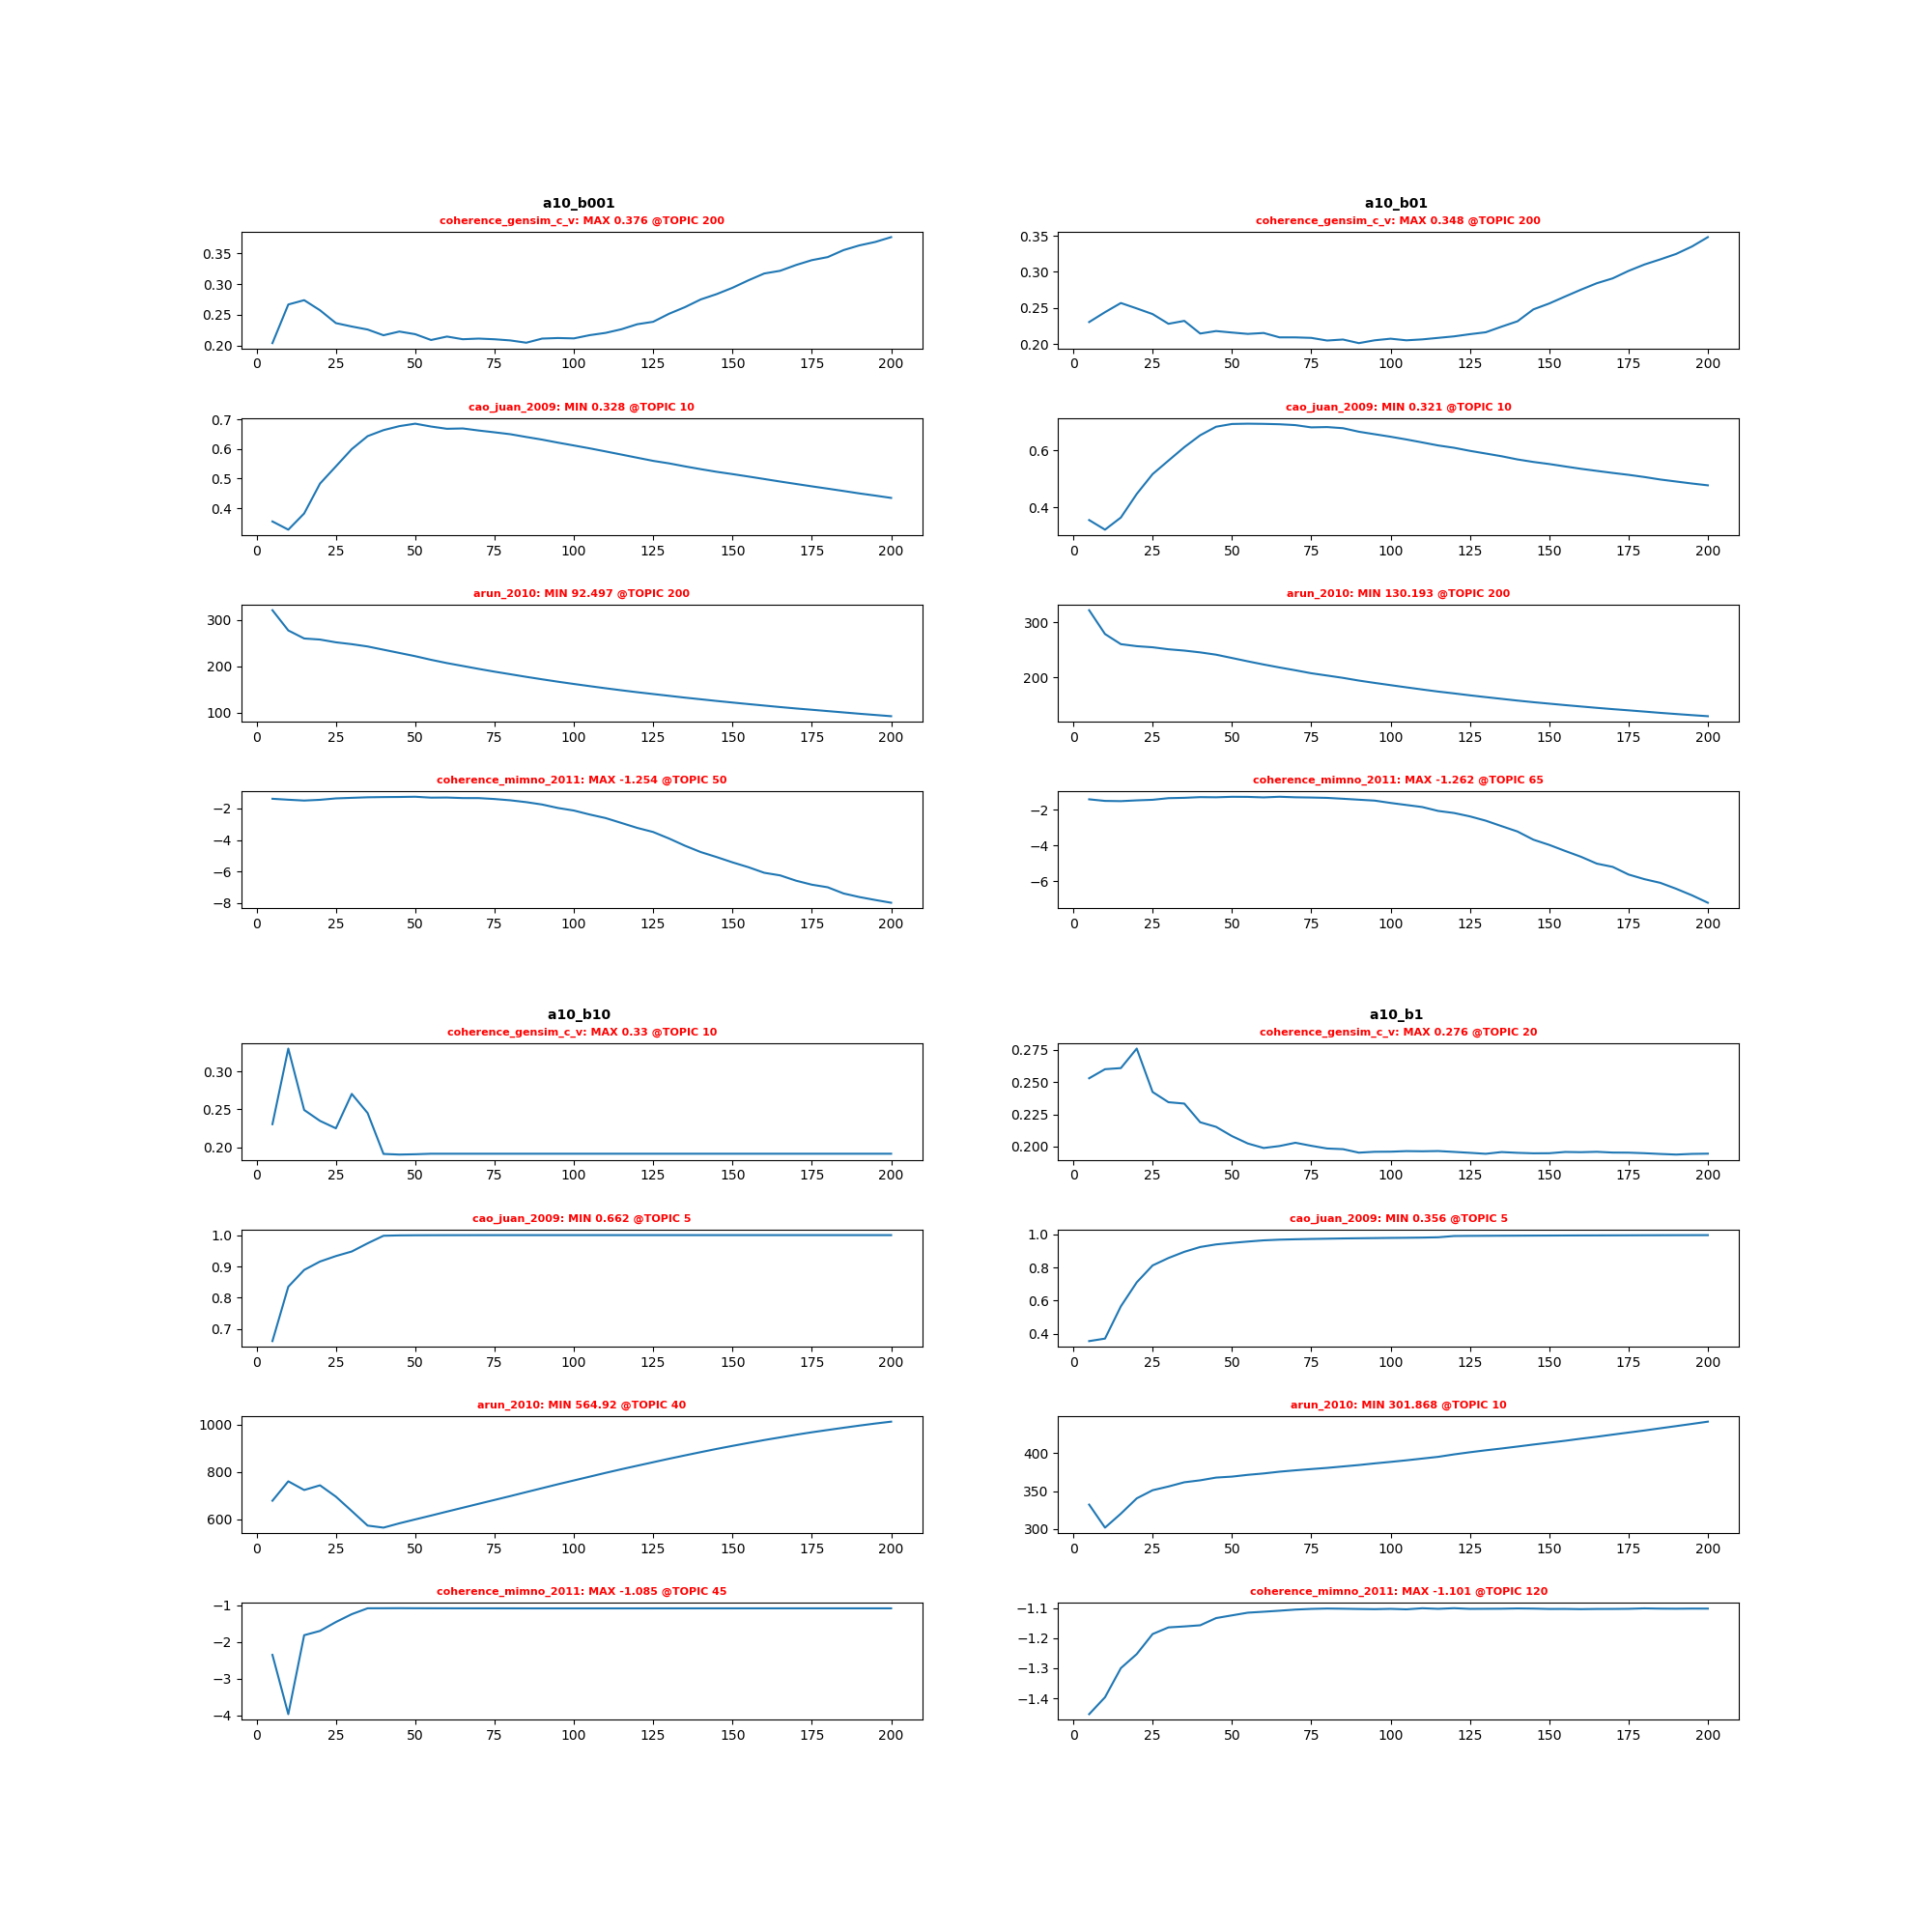 a10_b001
coherence_gensim_c_v: MAX 0.376 @TOPIC 200
0.35
0.30
0.25
0.20
0 25 50 75 100 125 150 175 200
cao_juan_2009: MIN 0.328 @TOPIC 10
0.7
0.6
0.5
0.4
0 25 50 75 100 125 150 175 200
arun_2010: MIN 92.497 @TOPIC 200
300
200
100
0 25 50 75 100 125 150 175 200
coherence_mimno_2011: MAX -1.254 @TOPIC 50
−2
−4
−6
−8
0 25 50 75 100 125 150 175 200
a10_b01
coherence_gensim_c_v: MAX 0.348 @TOPIC 200
0.35
0.30
0.25
0.20
0 25 50 75 100 125 150 175 200
cao_juan_2009: MIN 0.321 @TOPIC 10
0.6
0.4
0 25 50 75 100 125 150 175 200
arun_2010: MIN 130.193 @TOPIC 200
300
200
0 25 50 75 100 125 150 175 200
coherence_mimno_2011: MAX -1.262 @TOPIC 65
−2
−4
−6
0 25 50 75 100 125 150 175 200
a10_b10
coherence_gensim_c_v: MAX 0.33 @TOPIC 10
0.30
0.25
0.20
0 25 50 75 100 125 150 175 200
cao_juan_2009: MIN 0.662 @TOPIC 5
1.0
0.9
0.8
0.7
0 25 50 75 100 125 150 175 200
arun_2010: MIN 564.92 @TOPIC 40
1000
800
600
0 25 50 75 100 125 150 175 200
coherence_mimno_2011: MAX -1.085 @TOPIC 45
−1
−2
−3
−4
0 25 50 75 100 125 150 175 200
a10_b1
coherence_gensim_c_v: MAX 0.276 @TOPIC 20
0.275
0.250
0.225
0.200
0 25 50 75 100 125 150 175 200
cao_juan_2009: MIN 0.356 @TOPIC 5
1.0
0.8
0.6
0.4
0 25 50 75 100 125 150 175 200
arun_2010: MIN 301.868 @TOPIC 10
400
350
300
0 25 50 75 100 125 150 175 200
coherence_mimno_2011: MAX -1.101 @TOPIC 120
−1.1
−1.2
−1.3
−1.4
0 25 50 75 100 125 150 175 200